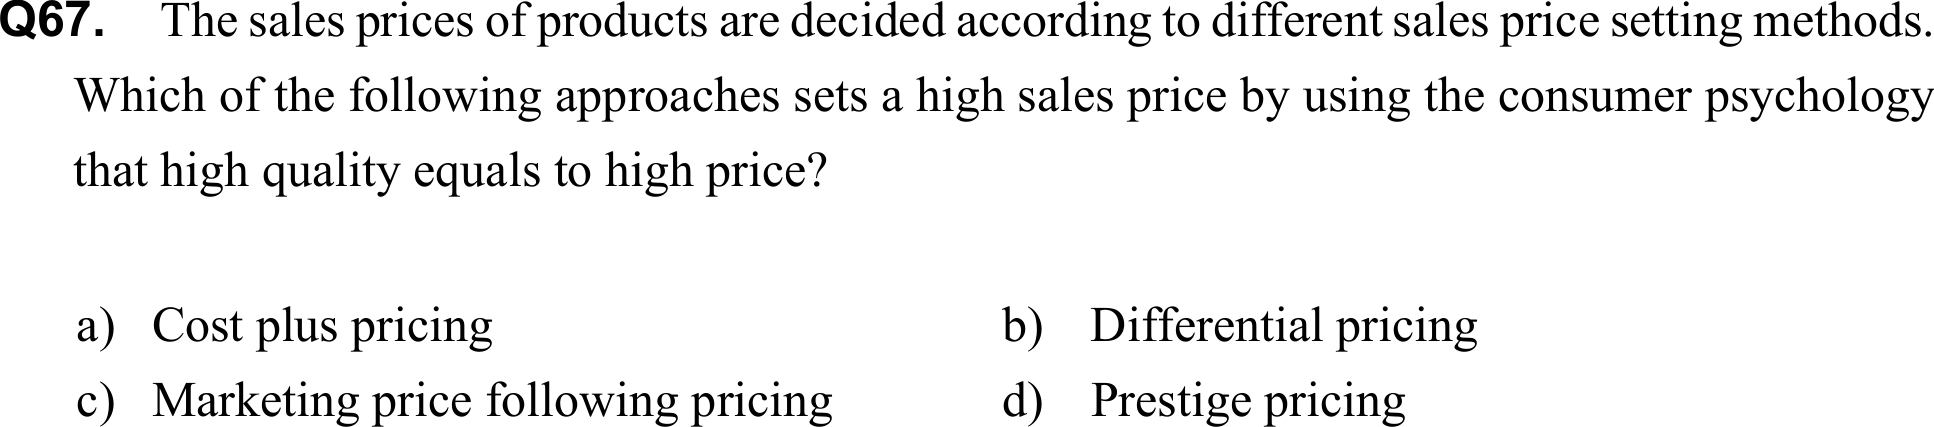 Q67. The sales prices of products are decided according to different sales price setting methods.
Which of the following approaches sets a high sales price by using the consumer psychology
that high quality equals to high price?
a) Cost plus pricing b) Differential pricing
c) Marketing price following pricing d) Prestige pricing